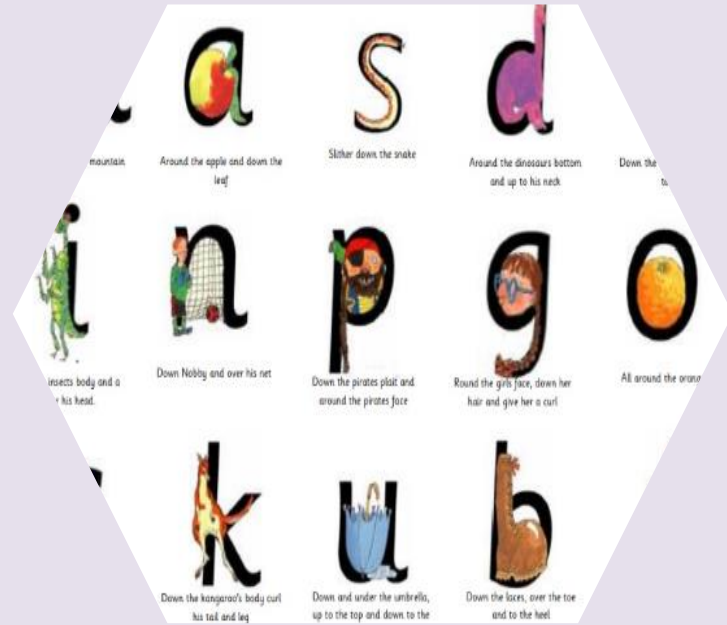 a s d
mountain
Around the apple and down the
leaf
Slither down the snake
Around the dinosaurs bottom
and up to his neck
Down the
i n p g o
insects body and a
his head.
Down Nobby and over his net
Down the pirates plait and
around the pirates face
Round the girls face, down her
hair and give her a curl
All around the orang
k u b
Down the kangaroo's body curl
his tail and leg
Down and under the umbrella,
up to the top and down to the
Down the laces, over the toe
and to the heel